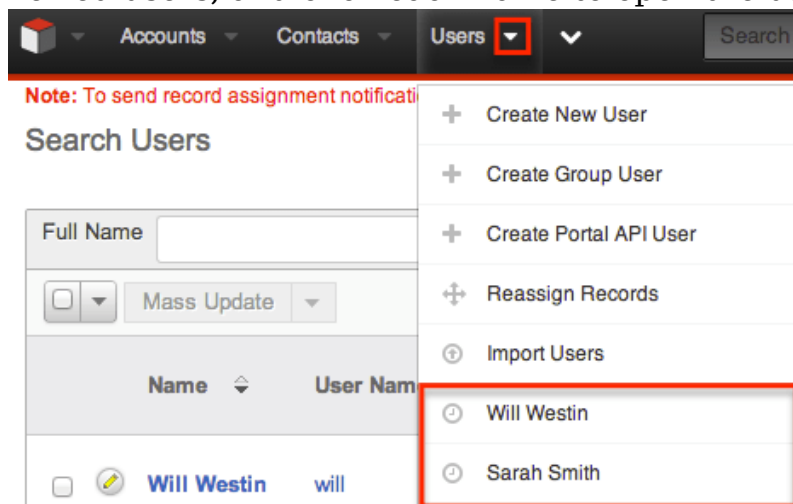 Accounts Contacts Users Search
Note: To send record assignment notificati
Search Users
Full Name
Mass Update
Name User Nam
Will Westin will
Create New User
Create Group User
Create Portal API User
Reassign Records
Import Users
Will Westin
Sarah Smith